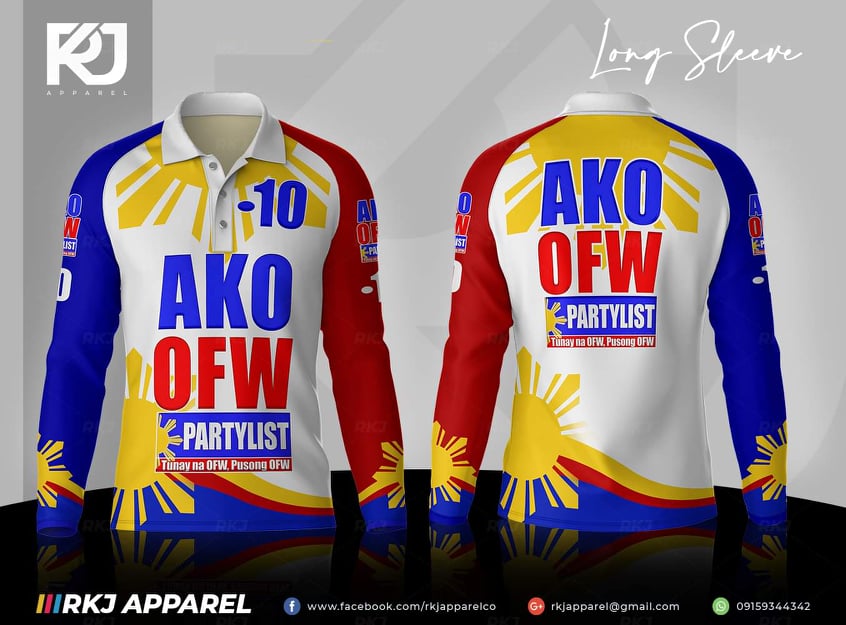 RKJ
APPAREL
Long Sleeve
•10
AKO
OFW
PARTYLIST
Tunay na OFW, Pusong OFW
AKO
OFW
PARTYLIST
Tunay na OFW, Pusong OFW
RKJ APPAREL
www.facebook.com/rkjapparelco
rkjapparel@gmail.com
09159344342